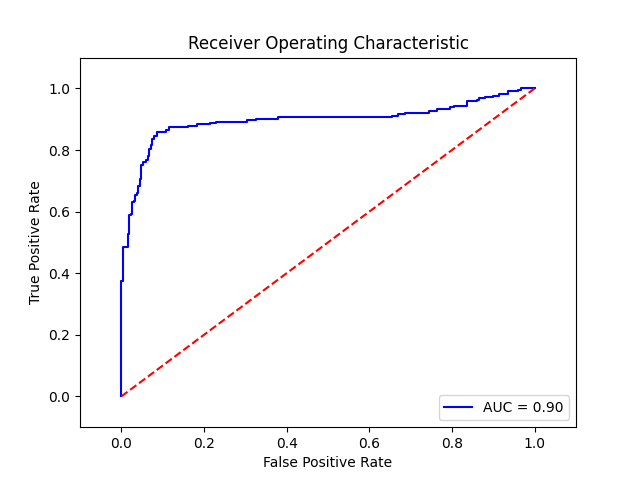 Receiver Operating Characteristic
True Positive Rate
1.0
0.8
0.6
0.4
0.2
0.0
0.0 0.2 0.4 0.6 0.8 1.0
False Positive Rate
AUC = 0.90